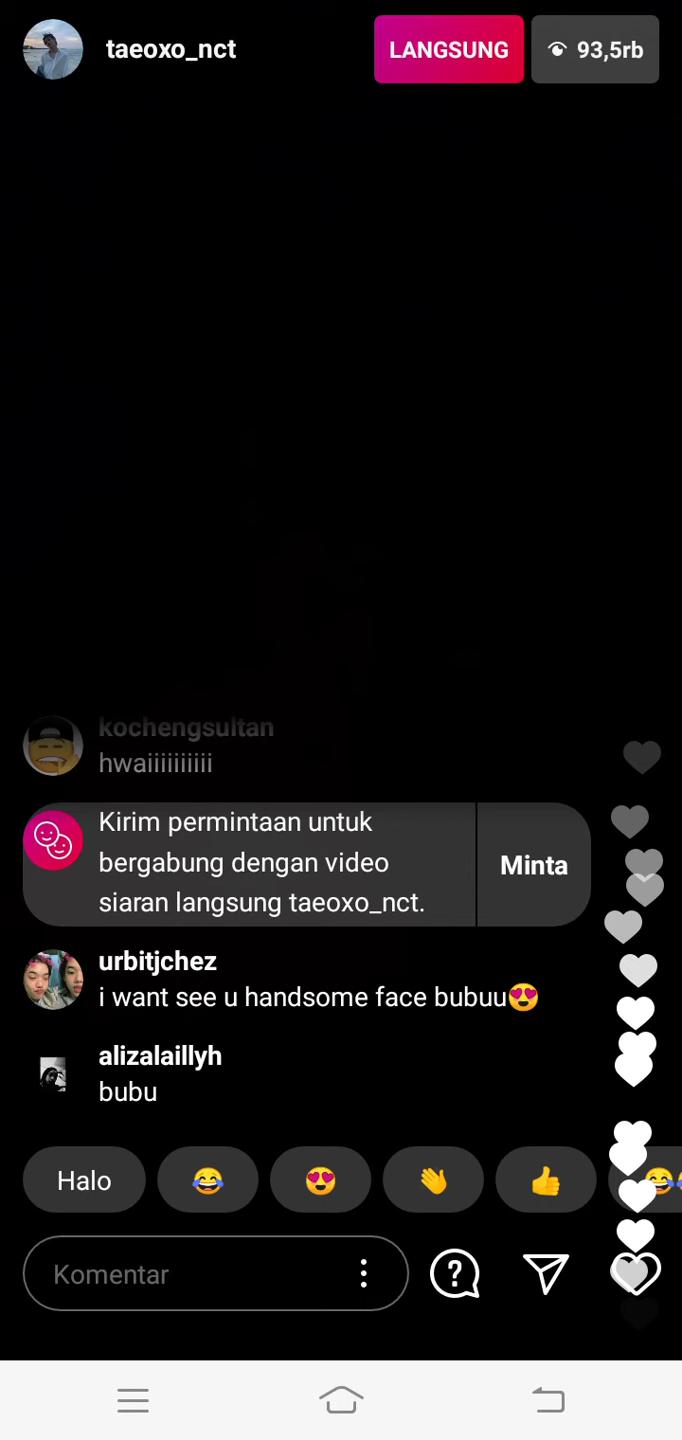 taeoxo_nct
LANGSUNG
93,5rb
kochengsultan
hwaiiiiiiiiii
Kirim permintaan untuk
bergabung dengan video
siaran langsung taeoxo_nct.
Minta
urbitjchez
i want see u handsome face bubuu😍
alizalaillyh
bubu
Halo
😂
😍
👋
👍
😂
Komentar